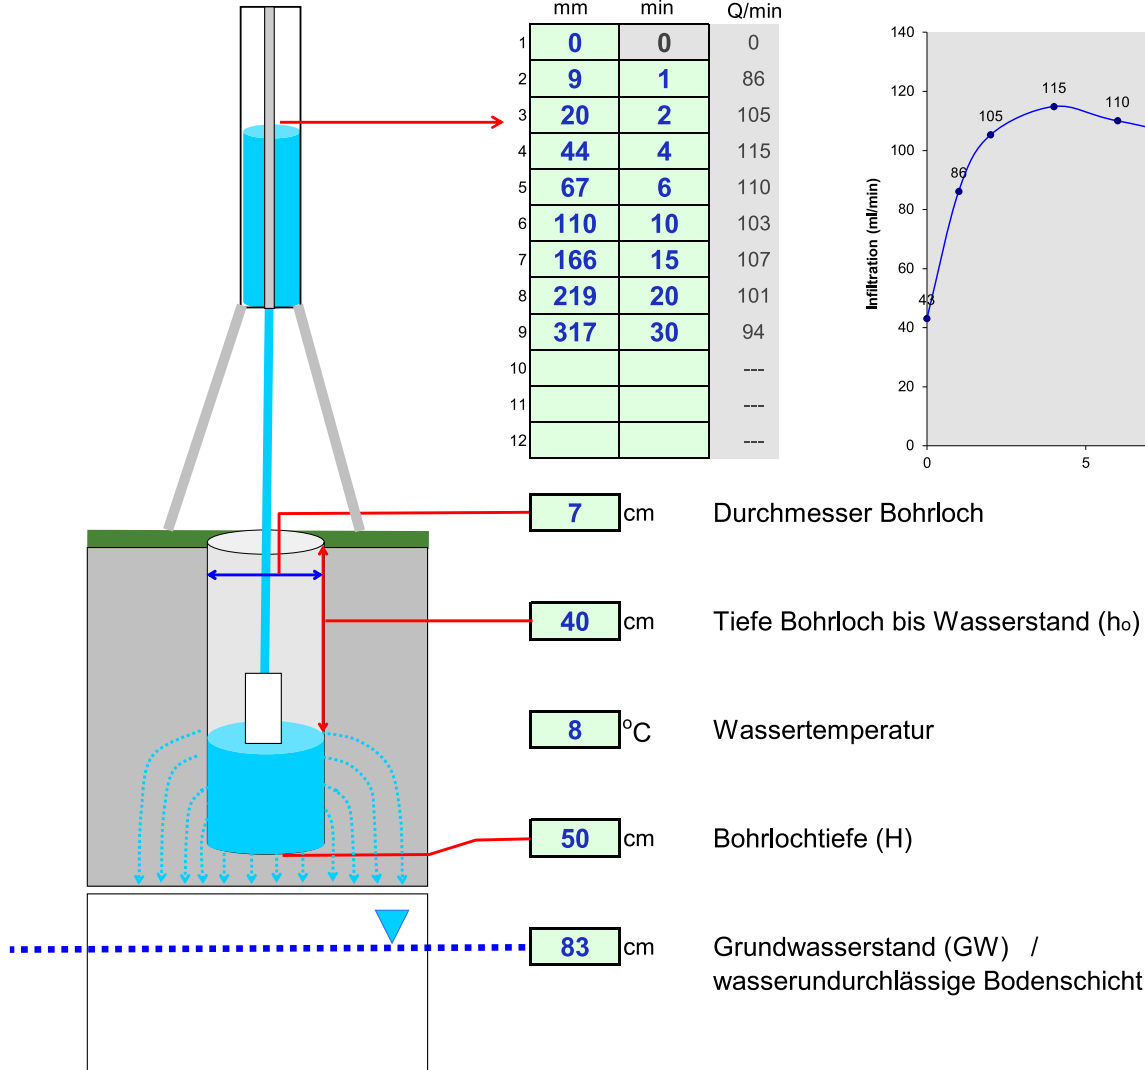 mm min Q/min
1 0 0 0
2 9 1 86
3 20 2 105
4 44 4 115
5 67 6 110
6 110 10 103
7 166 15 107
8 219 20 101
9 317 30 94
10 ---
11 ---
12 ---
140
120
100
80
60
40
20
0
0 5
Infiltration (ml/min)
43
86
105
115
110
7 cm Durchmesser Bohrloch
40 cm Tiefe Bohrloch bis Wasserstand (ho)
8 °C Wassertemperatur
50 cm Bohrlochtiefe (H)
83 cm Grundwasserstand (GW) /
wasserundurchlässige Bodenschicht